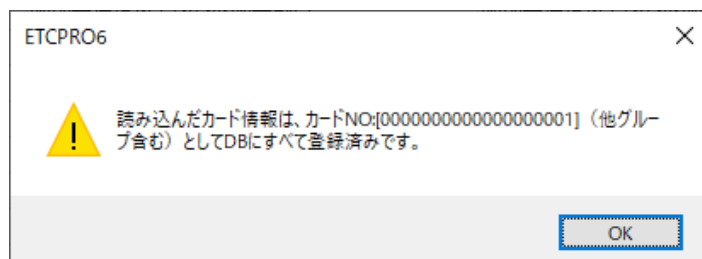 ETCPRO6
読み込んだカード情報は、カードNO:[0000000000000000001]（他グルー
プ含む）としてDBにすべて登録済みです。
OK